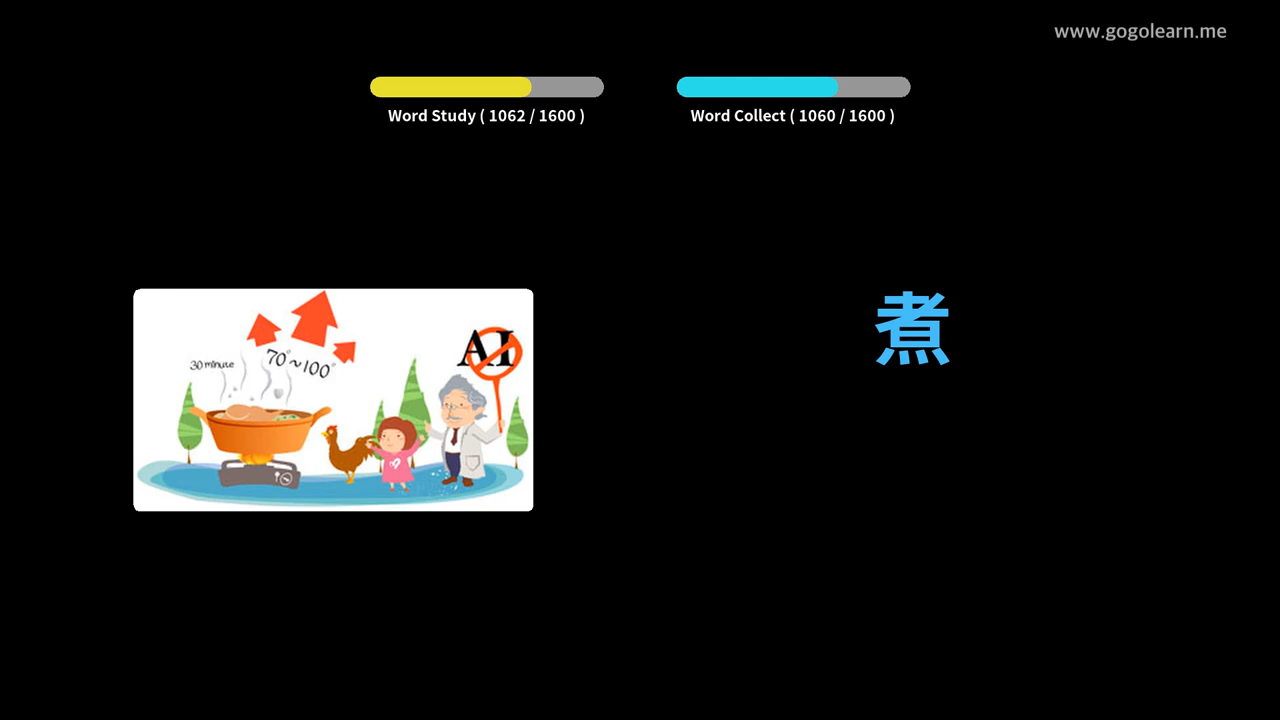 www.gogolearn.me
Word Study ( 1062 / 1600 )
Word Collect ( 1060 / 1600 )
30 minute
70°~100°
AI
煮